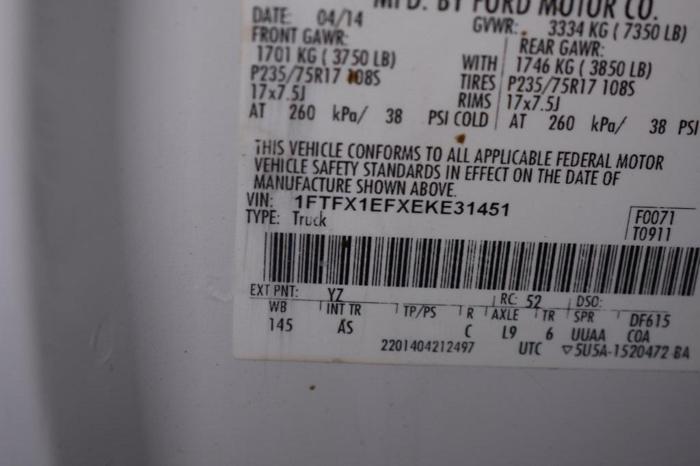 MFD. BY FORD MOTOR CO.
DATE: 04/14 GVWR: 3334 KG ( 7350 LB)
FRONT GAWR: REAR GAWR:
1701 KG ( 3750 LB) WITH 1746 KG ( 3850 LB)
P235/75R17 108S TIRES P235/75R17 108S
17x7.5J RIMS 17x7.5J
AT 260 kPa/ 38 PSI COLD AT 260 kPa/ 38 PSI
THIS VEHICLE CONFORMS TO ALL APPLICABLE FEDERAL MOTOR
VEHICLE SAFETY STANDARDS IN EFFECT ON THE DATE OF
MANUFACTURE SHOWN ABOVE.
VIN: 1FTFX1EFXEKE31451
TYPE: Truck
F0071
T0911
EXT PNT: YZ RC: 52 DSO:
WB INT TR TP/PS R AXLE TR SPR DF615
145 AS C L9 6 UUAA COA
2201404212497 UTC ▽5U5A-1520472 BA